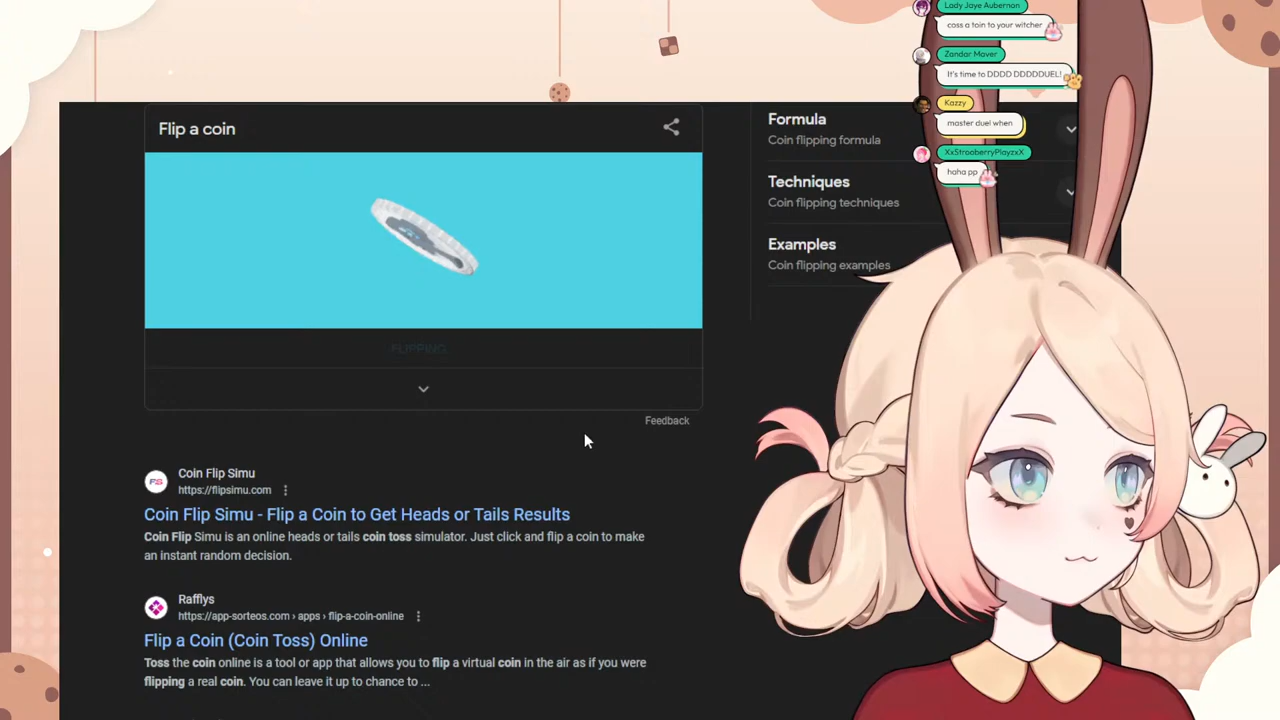 Lady Jaye Aubernon
coss a toin to your witcher
Zandar Mover
It's time to DDDD DDDDDUEL!
Kazzy
master duel when
XxStrooberryPlayzxX
haha pp
Flip a coin
FLIPPING
Feedback
Formula
Coin flipping formula
Techniques
Coin flipping techniques
Examples
Coin flipping examples
FS
Coin Flip Simu
https://flipsimu.com
Coin Flip Simu - Flip a Coin to Get Heads or Tails Results
Coin Flip Simu is an online heads or tails coin toss simulator. Just click and flip a coin to make
an instant random decision.
Rafflys
https://app-sorteos.com › apps › flip-a-coin-online
Flip a Coin (Coin Toss) Online
Toss the coin online is a tool or app that allows you to flip a virtual coin in the air as if you were
flipping a real coin. You can leave it up to chance to ...